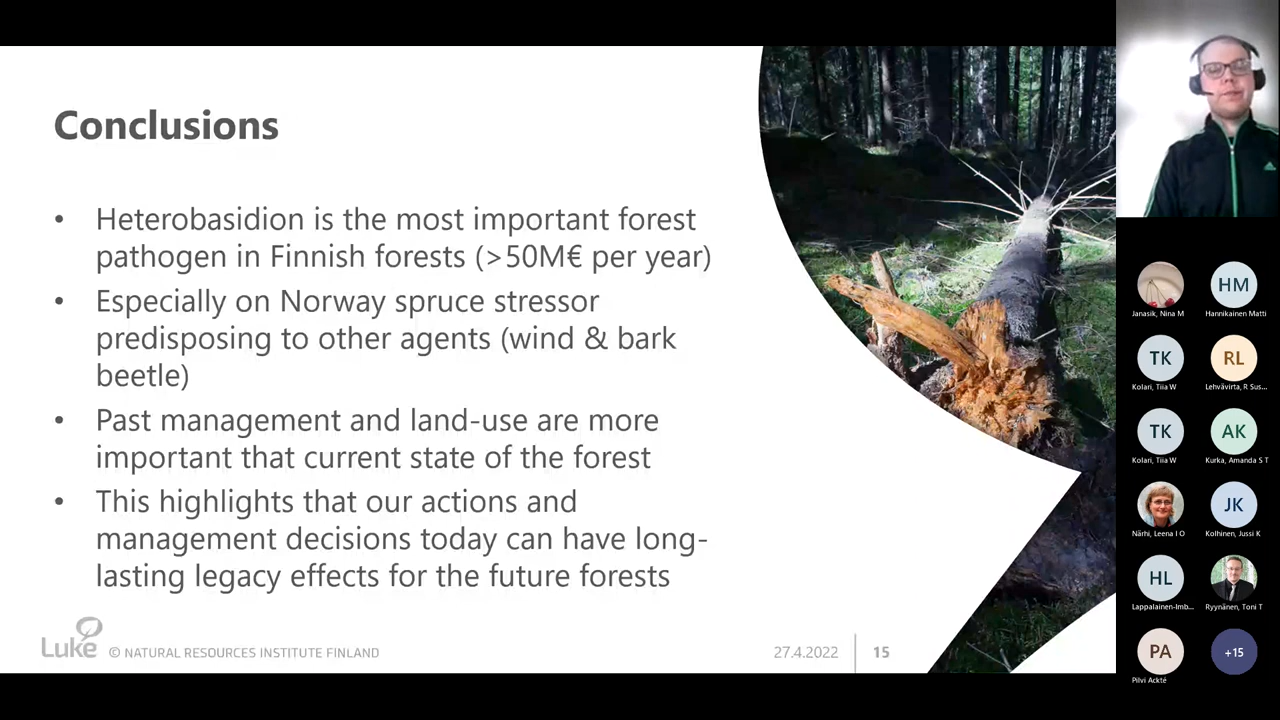 Conclusions
• Heterobasidion is the most important forest
pathogen in Finnish forests (>50M€ per year)
• Especially on Norway spruce stressor
predisposing to other agents (wind & bark
beetle)
• Past management and land-use are more
important that current state of the forest
• This highlights that our actions and
management decisions today can have long-
lasting legacy effects for the future forests
Luke © NATURAL RESOURCES INSTITUTE FINLAND
27.4.2022 15
Janasik, Nina M
HM
Hannikainen Matti
TK
Kolari, Tiia W
RL
Lehvävirta, R Sus...
TK
Kolari, Tiia W
AK
Kurka, Amanda S T
Närhi, Leena I O
JK
Kolhinen, Jussi K
HL
Lappalainen-Imb...
Ryynänen, Toni T
PA
Pilvi Ackté
+15